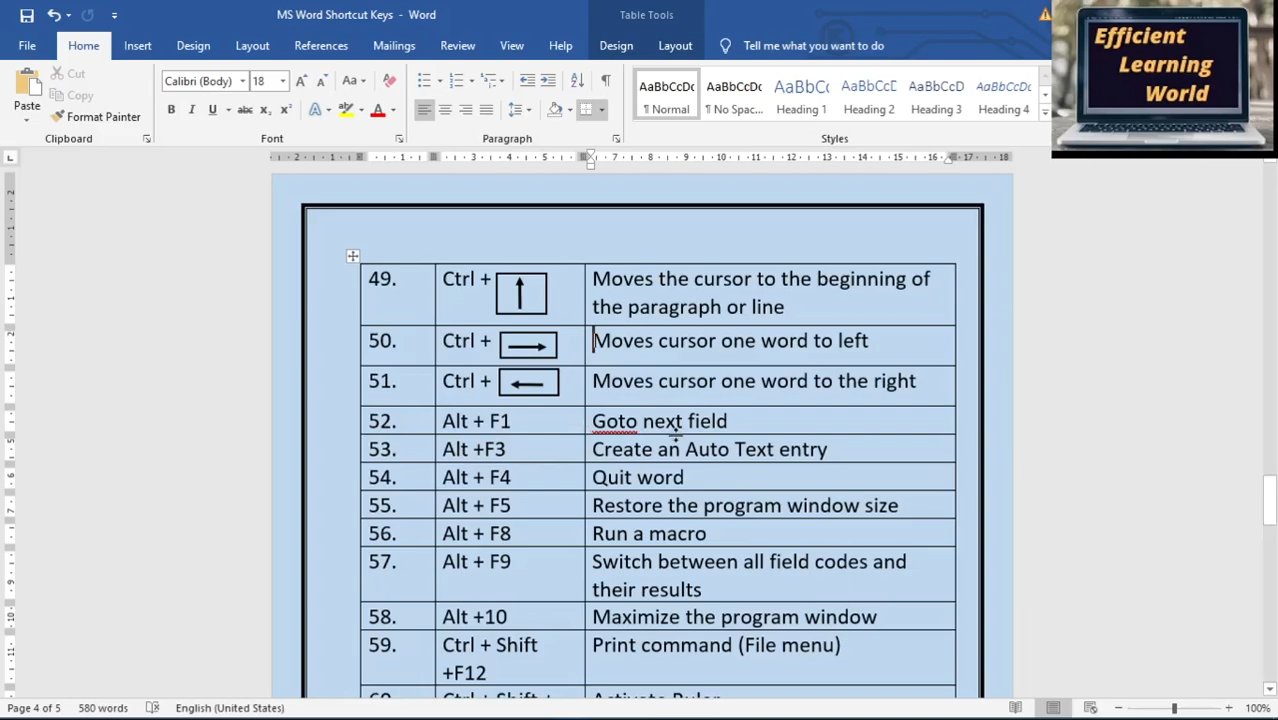 MS Word Shortcut Keys - Word
Table Tools
File Home Insert Design Layout References Mailings Review View Help Design Layout Tell me what you want to do
Efficient
Learning
World
Paste
Cut
Copy
Format Painter
Calibri (Body) 18
AaBbCcDc AaBbCcDc AaBbC AaBbCcC AaBbCcD AaBbCcDc
¶ Normal ¶ No Spac... Heading 1 Heading 2 Heading 3 Heading 4
Clipboard Font Paragraph Styles
49. Ctrl + ↑ Moves the cursor to the beginning of
the paragraph or line
50. Ctrl + → Moves cursor one word to left
51. Ctrl + ← Moves cursor one word to the right
52. Alt + F1 Goto next field
53. Alt +F3 Create an Auto Text entry
54. Alt + F4 Quit word
55. Alt + F5 Restore the program window size
56. Alt + F8 Run a macro
57. Alt + F9 Switch between all field codes and
their results
58. Alt +10 Maximize the program window
59. Ctrl + Shift Print command (File menu)
+F12
60. Ctrl + Shift + Activate Ruler
Page 4 of 5 580 words English (United States) 100%